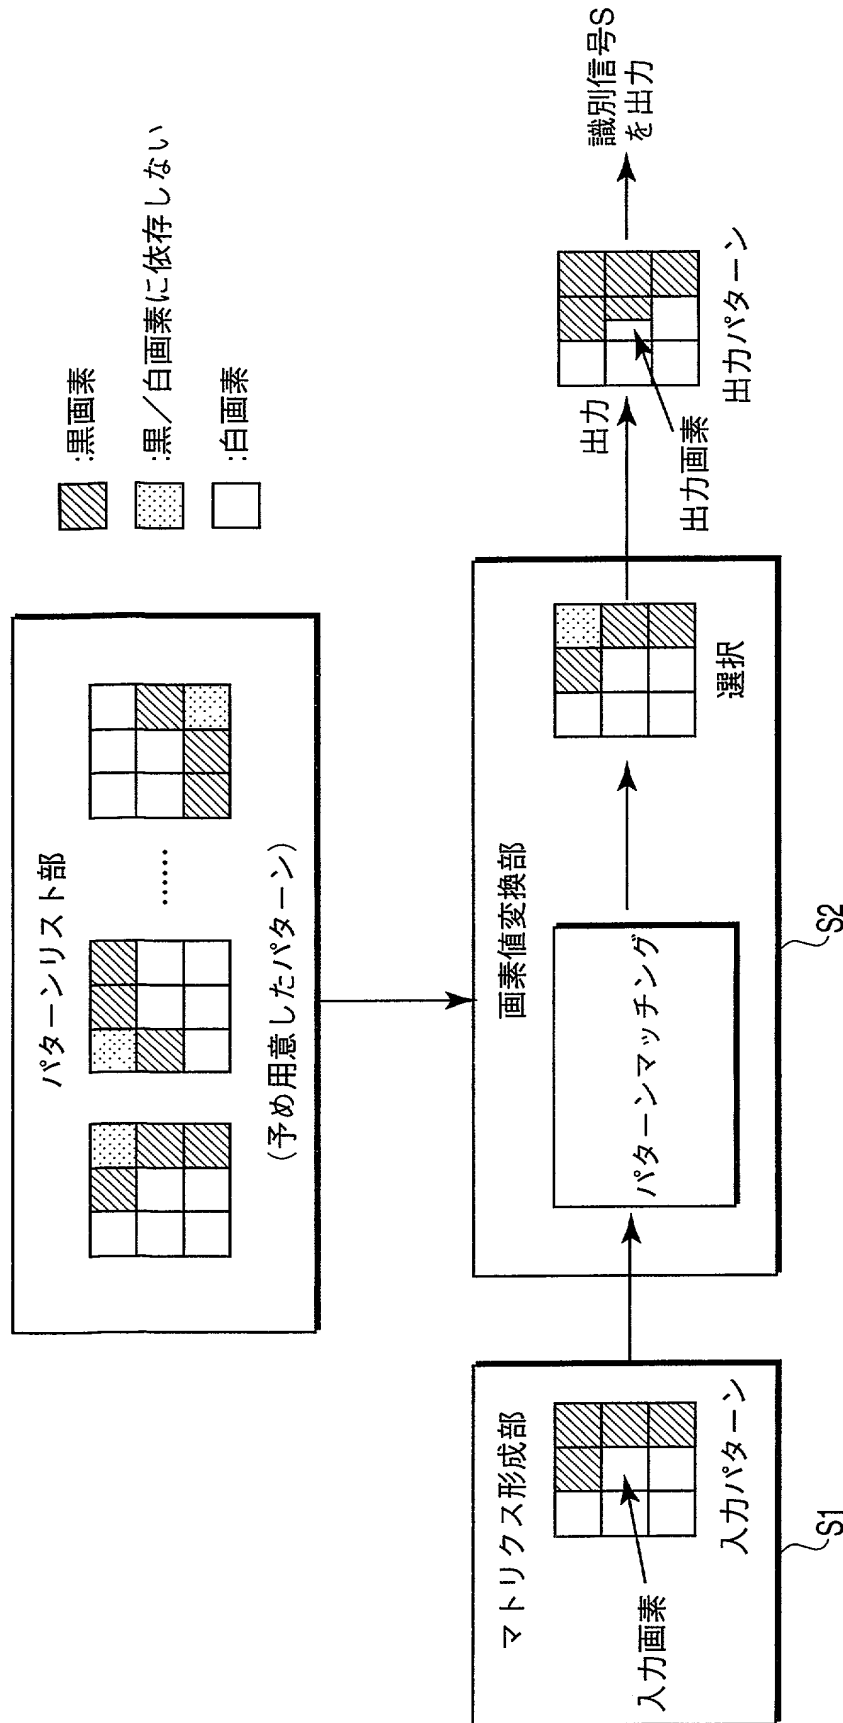 パターンリスト部
……
(予め用意したパターン)
:黒画素
:黒／白画素に依存しない
:白画素
マトリクス形成部
入力画素
入力パターン
S1
画素値変換部
パターンマッチング
選択
S2
出力
出力画素
出力パターン
識別信号S
を出力